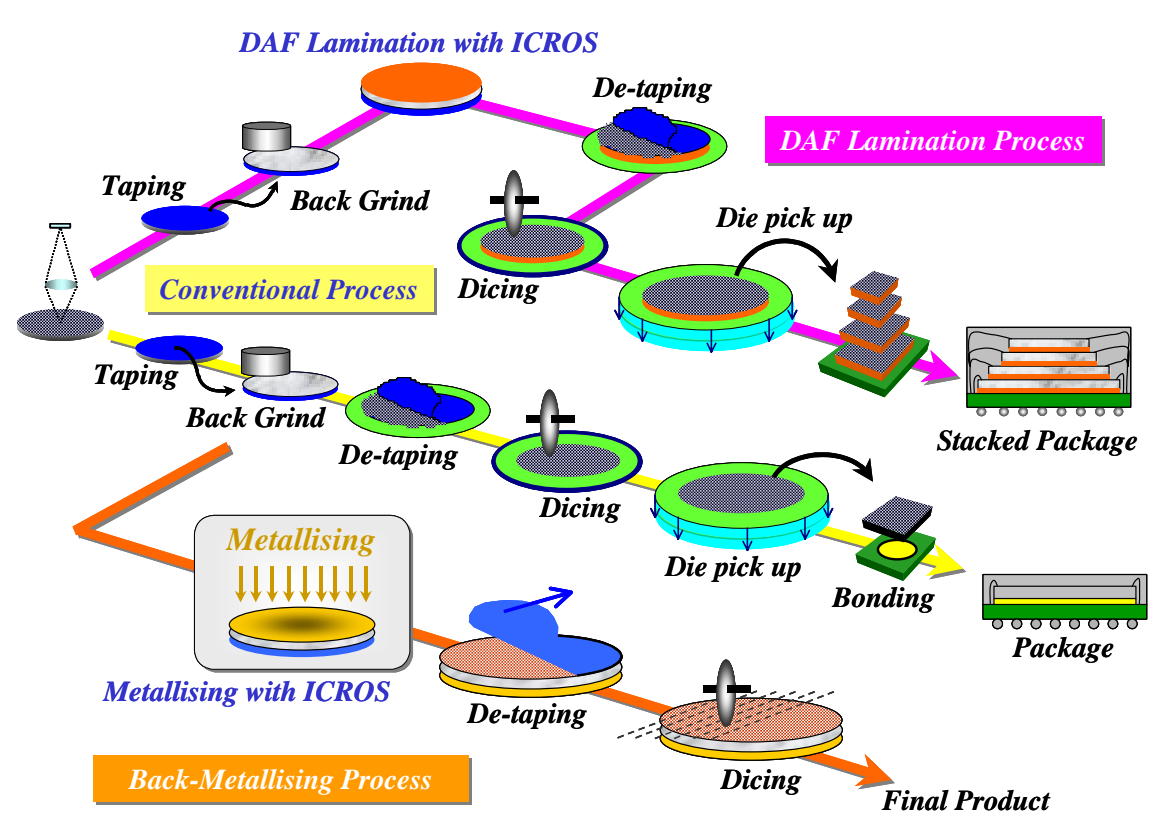 DAF Lamination with ICROS
De-taping
DAF Lamination Process
Taping
Back Grind
Die pick up
Conventional Process
Dicing
Taping
Back Grind
De-taping
Stacked Package
Dicing
Die pick up
Bonding
Package
Metallising
Metallising with ICROS
De-taping
Dicing
Back-Metallising Process
Final Product